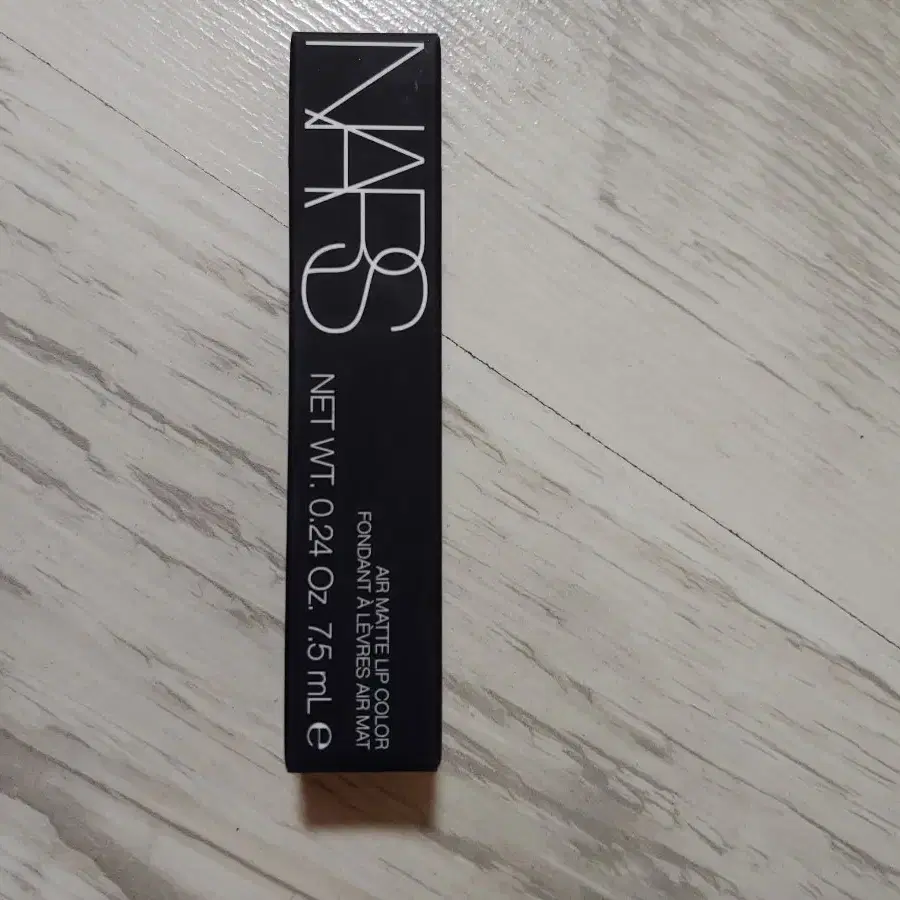 NARS
AIR MATTE LIP COLOR
FONDANT À LÈVRES AIR MAT
NET WT. 0.24 Oz. 7.5 mL ℮